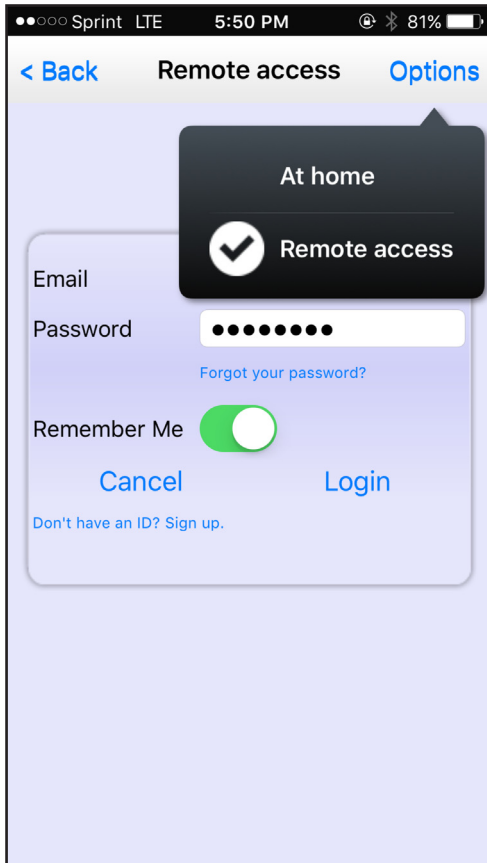 Sprint LTE 5:50 PM 81%
< Back Remote access Options
At home
Remote access
Email
Password ●●●●●●●●
Forgot your password?
Remember Me
Cancel Login
Don't have an ID? Sign up.